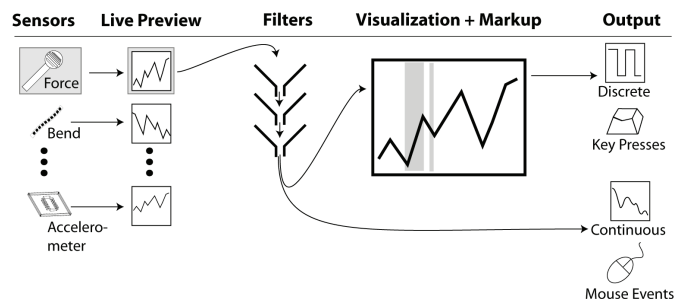 Sensors Live Preview Filters Visualization + Markup Output
Force
Discrete
Bend
Key Presses
Accelero-
meter
Continuous
Mouse Events